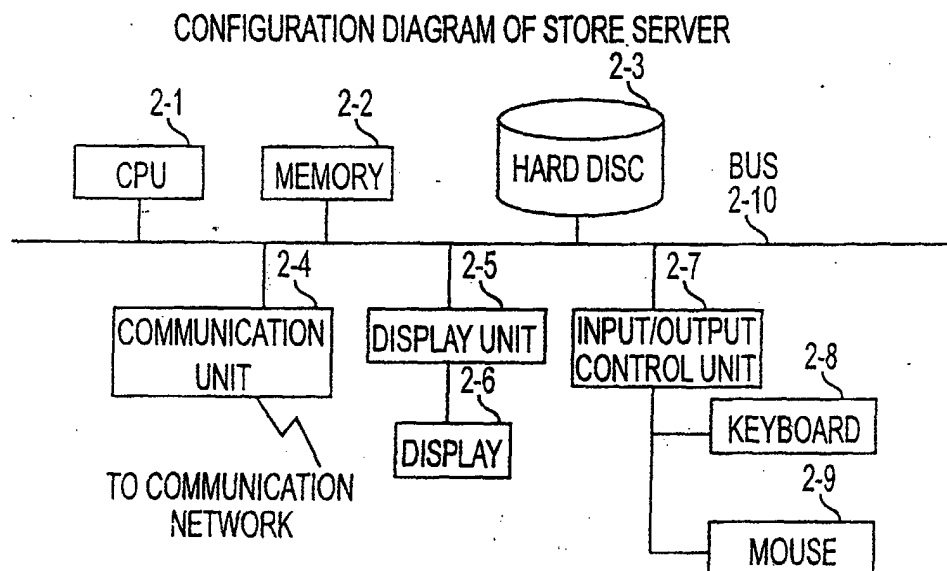 CONFIGURATION DIAGRAM OF STORE SERVER
2-1
2-2
2-3
CPU
MEMORY
HARD DISC
BUS
2-10
2-4
2-5
2-7
COMMUNICATION
UNIT
DISPLAY UNIT
INPUT/OUTPUT
CONTROL UNIT
2-6
2-8
DISPLAY
KEYBOARD
TO COMMUNICATION
NETWORK
2-9
MOUSE